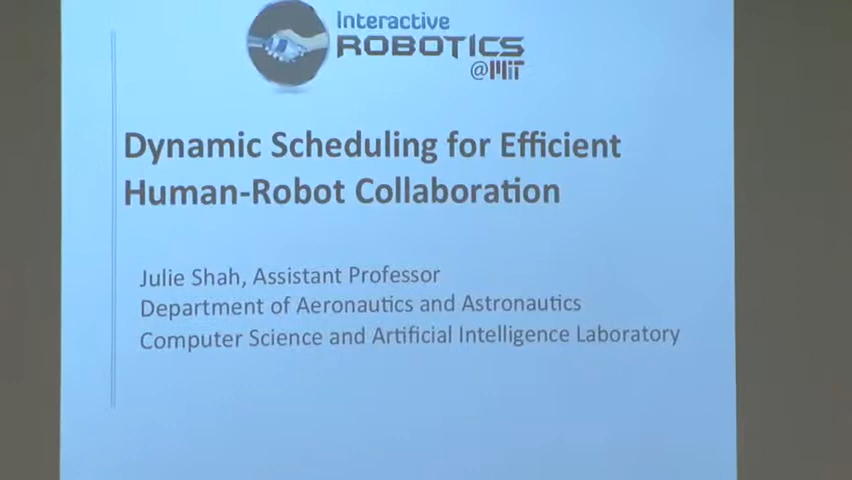 Interactive
ROBOTICS
@MIT
Dynamic Scheduling for Efficient
Human-Robot Collaboration
Julie Shah, Assistant Professor
Department of Aeronautics and Astronautics
Computer Science and Artificial Intelligence Laboratory